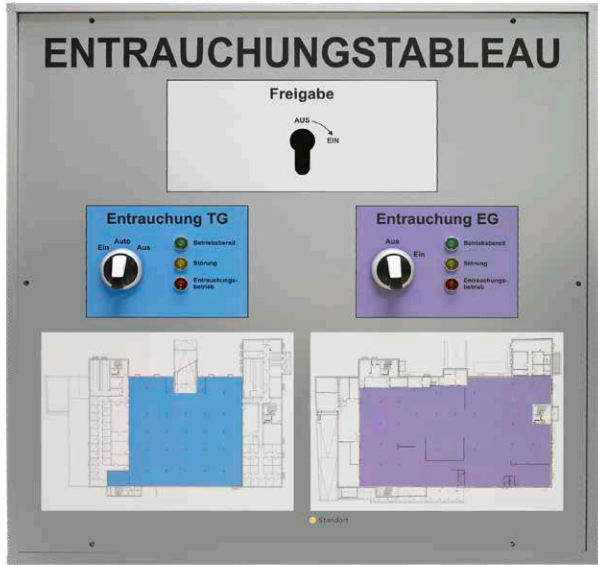 ENTRAUCHUNGSTABLEAU
Freigabe
AUS
EIN
Entrauchung TG
Ein
Auto
Aus
Betriebsbereit
Störung
Entrauchungs-
betrieb
Entrauchung EG
Aus
Ein
Betriebsbereit
Störung
Entrauchungs-
betrieb
Standort